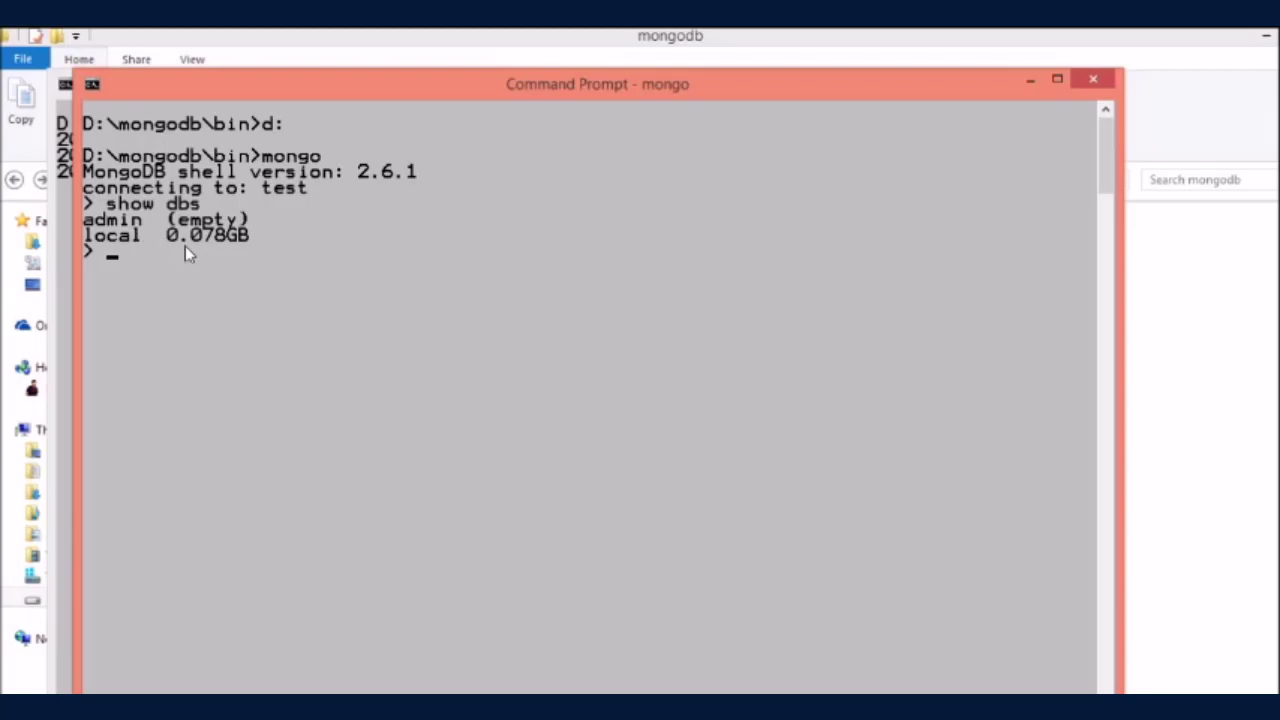 mongodb
File Home Share View
Command Prompt - mongo
Copy
Search mongodb
D:\mongodb\bin>d:
D:\mongodb\bin>mongo
MongoDB shell version: 2.6.1
connecting to: test
> show dbs
admin (empty)
local 0.078GB
>